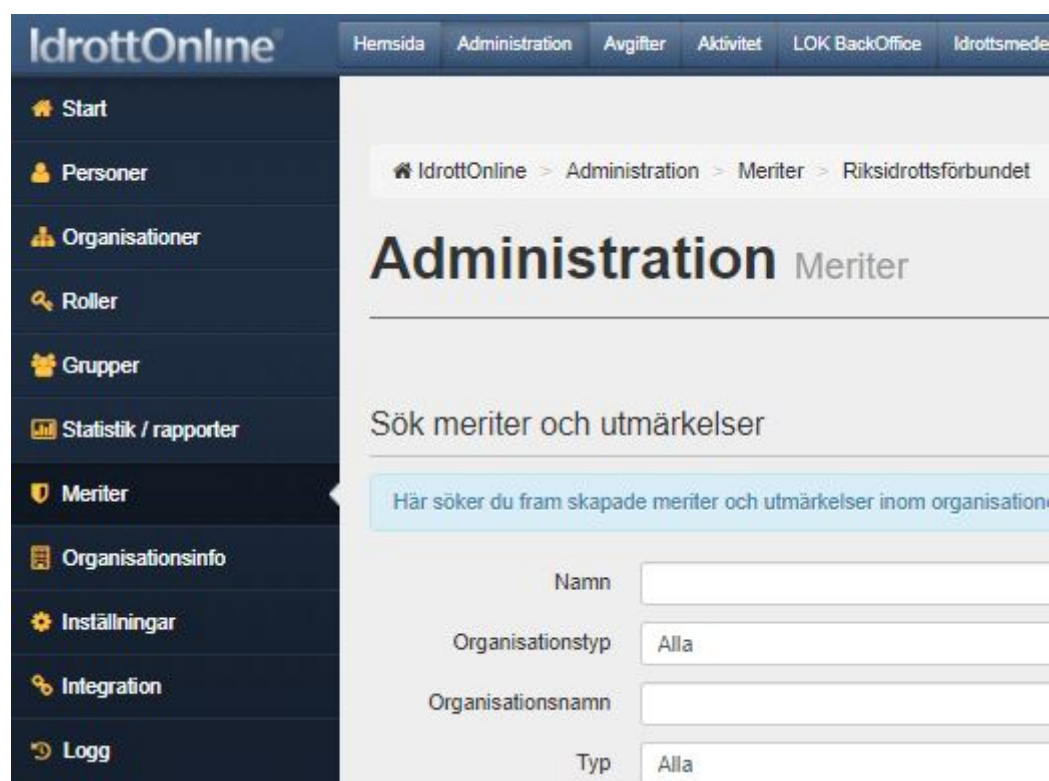 IdrottOnline
Hemsida Administration Avgifter Aktivitet LOK BackOffice
Start
Personer
Organisationer
Roller
Grupper
Statistik / rapporter
Meriter
Organisationsinfo
Inställningar
Integration
Logg
IdrottOnline > Administration > Meriter > Riksidrottsförbundet
Administration Meriter
Sök meriter och utmärkelser
Här söker du fram skapade meriter och utmärkelser inom
Namn
Organisationstyp Alla
Organisationsnamn
Typ Alla